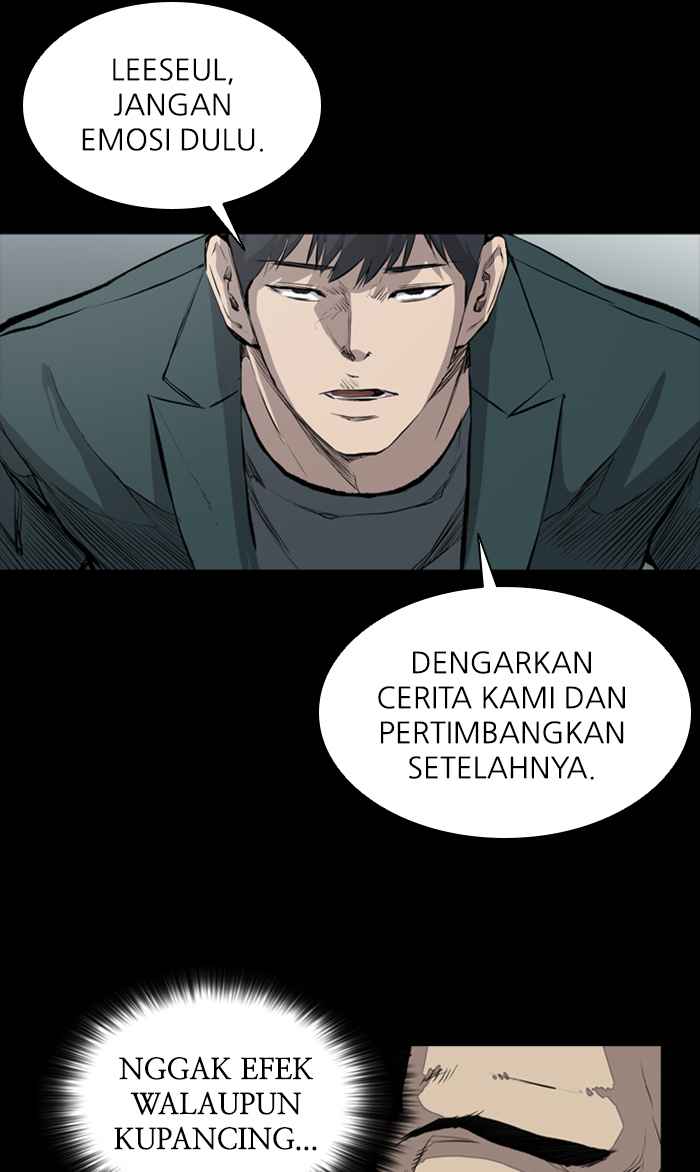 LEESEUL,
JANGAN
EMOSI DULU.
DENGARKAN
CERITA KAMI DAN
PERTIMBANGKAN
SETELAHNYA.
NGGAK EFEK
WALAUPUN
KUPANCING...